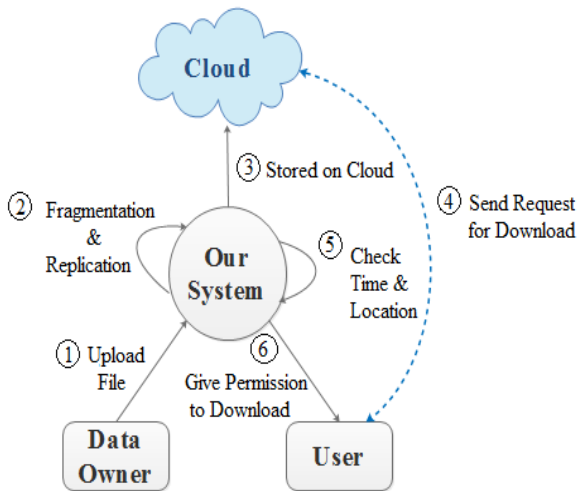 Cloud
③ Stored on Cloud
② Fragmentation
&
Replication
④ Send Request
for Download
Our
System
⑤ Check
Time &
Location
① Upload
File
⑥
Give Permission
to Download
Data
Owner
User